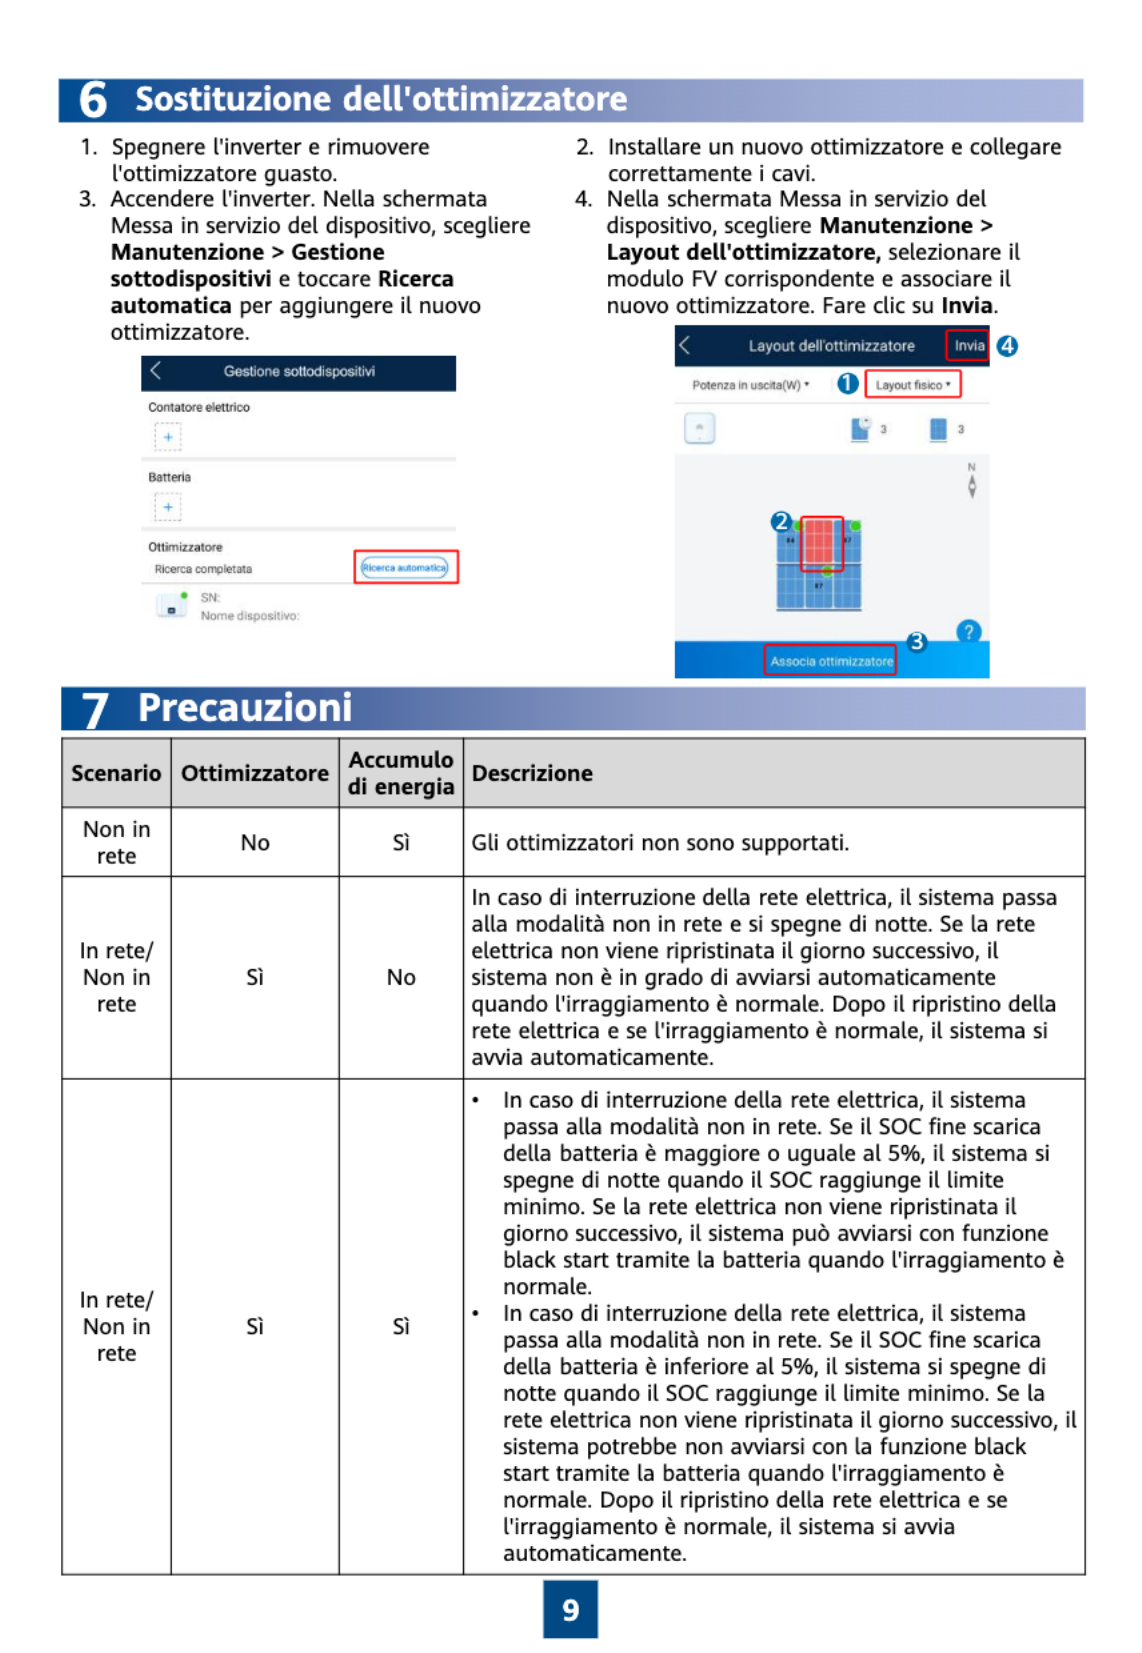 6 Sostituzione dell'ottimizzatore
1. Spegnere l'inverter e rimuovere
l'ottimizzatore guasto.
2. Installare un nuovo ottimizzatore e collegare
correttamente i cavi.
3. Accendere l'inverter. Nella schermata
Messa in servizio del dispositivo, scegliere
Manutenzione > Gestione
sottodispositivi e toccare Ricerca
automatica per aggiungere il nuovo
ottimizzatore.
4. Nella schermata Messa in servizio del
dispositivo, scegliere Manutenzione >
Layout dell'ottimizzatore, selezionare il
modulo FV corrispondente e associare il
nuovo ottimizzatore. Fare clic su Invia.
Gestione sottodispositivi
Contatore elettrico
+
Batteria
+
Ottimizzatore
Ricerca completata
Ricerca automatica
SN:
Nome dispositivo:
Layout dell'ottimizzatore
Invia
4
Potenza in uscita(W)
1
Layout fisico
3
3
N
2
87
?
3
Associa ottimizzatore
7 Precauzioni
Scenario
Ottimizzatore
Accumulo
di energia
Descrizione
Non in
rete
No
Sì
Gli ottimizzatori non sono supportati.
In rete/
Non in
rete
Sì
No
In caso di interruzione della rete elettrica, il sistema passa
alla modalità non in rete e si spegne di notte. Se la rete
elettrica non viene ripristinata il giorno successivo, il
sistema non è in grado di avviarsi automaticamente
quando l'irraggiamento è normale. Dopo il ripristino della
rete elettrica e se l'irraggiamento è normale, il sistema si
avvia automaticamente.
In rete/
Non in
rete
Sì
Sì
• In caso di interruzione della rete elettrica, il sistema
passa alla modalità non in rete. Se il SOC fine scarica
della batteria è maggiore o uguale al 5%, il sistema si
spegne di notte quando il SOC raggiunge il limite
minimo. Se la rete elettrica non viene ripristinata il
giorno successivo, il sistema può avviarsi con funzione
black start tramite la batteria quando l'irraggiamento è
normale.
• In caso di interruzione della rete elettrica, il sistema
passa alla modalità non in rete. Se il SOC fine scarica
della batteria è inferiore al 5%, il sistema si spegne di
notte quando il SOC raggiunge il limite minimo. Se la
rete elettrica non viene ripristinata il giorno successivo, il
sistema potrebbe non avviarsi con la funzione black
start tramite la batteria quando l'irraggiamento è
normale. Dopo il ripristino della rete elettrica e se
l'irraggiamento è normale, il sistema si avvia
automaticamente.
9